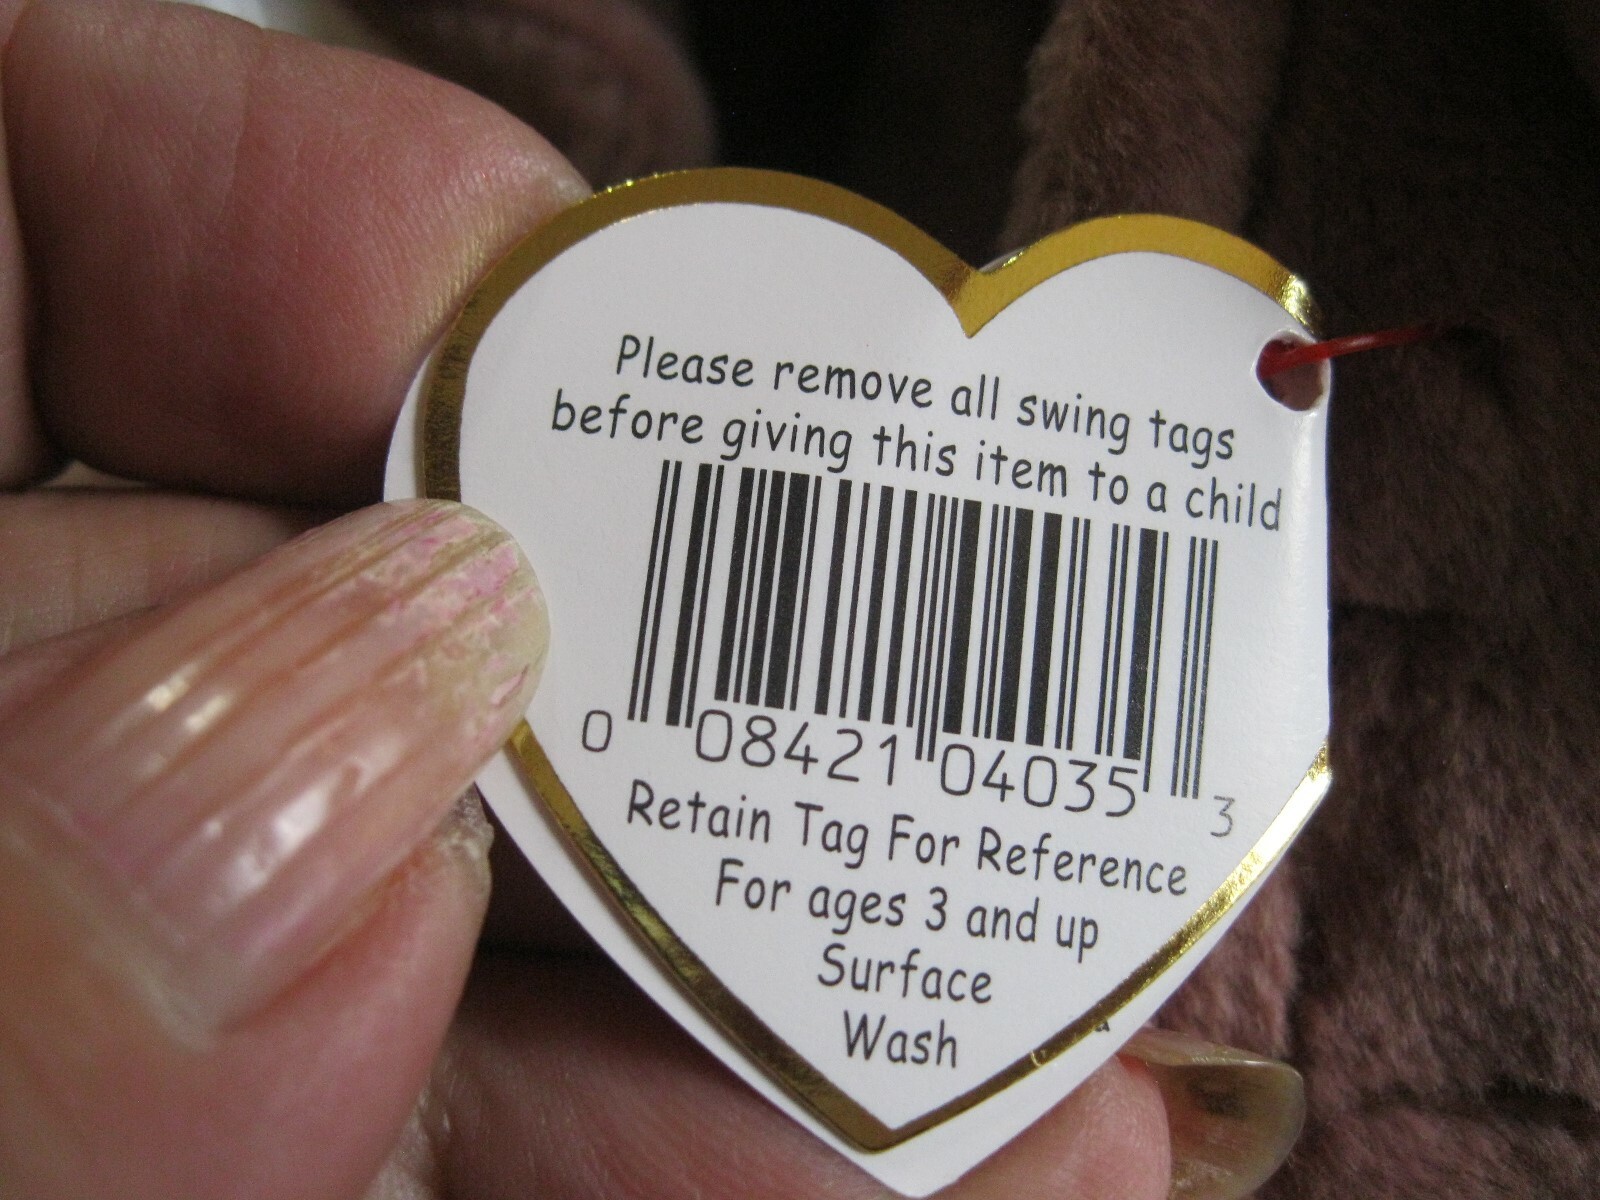 Please remove all swing tags
before giving this item to a child
0 08421 04035 3
Retain Tag For Reference
For ages 3 and up
Surface
Wash